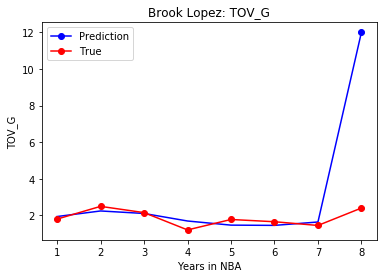 Brook Lopez: TOV_G
Prediction
True
12
10
8
6
4
2
TOV_G
1 2 3 4 5 6 7 8
Years in NBA